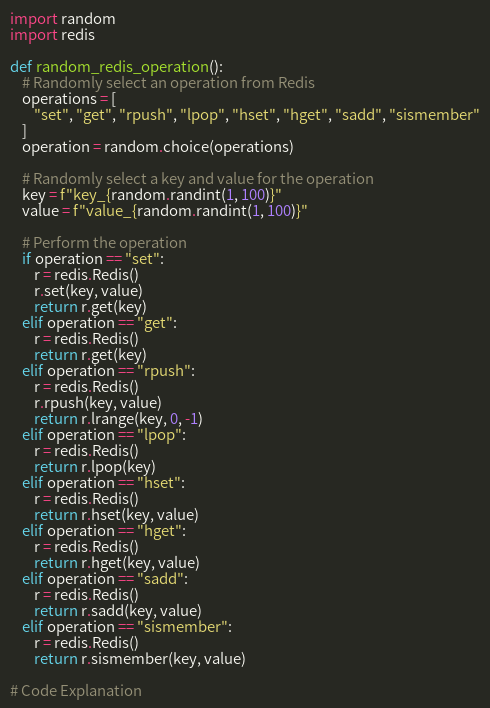 import random
import redis

def random_redis_operation():
    # Randomly select an operation from Redis
    operations = [
        "set", "get", "rpush", "lpop", "hset", "hget", "sadd", "sismember"
    ]
    operation = random.choice(operations)

    # Randomly select a key and value for the operation
    key = f"key_{random.randint(1, 100)}"
    value = f"value_{random.randint(1, 100)}"

    # Perform the operation
    if operation == "set":
        r = redis.Redis()
        r.set(key, value)
        return r.get(key)
    elif operation == "get":
        r = redis.Redis()
        return r.get(key)
    elif operation == "rpush":
        r = redis.Redis()
        r.rpush(key, value)
        return r.lrange(key, 0, -1)
    elif operation == "lpop":
        r = redis.Redis()
        return r.lpop(key)
    elif operation == "hset":
        r = redis.Redis()
        return r.hset(key, value)
    elif operation == "hget":
        r = redis.Redis()
        return r.hget(key, value)
    elif operation == "sadd":
        r = redis.Redis()
        return r.sadd(key, value)
    elif operation == "sismember":
        r = redis.Redis()
        return r.sismember(key, value)

# Code Explanation